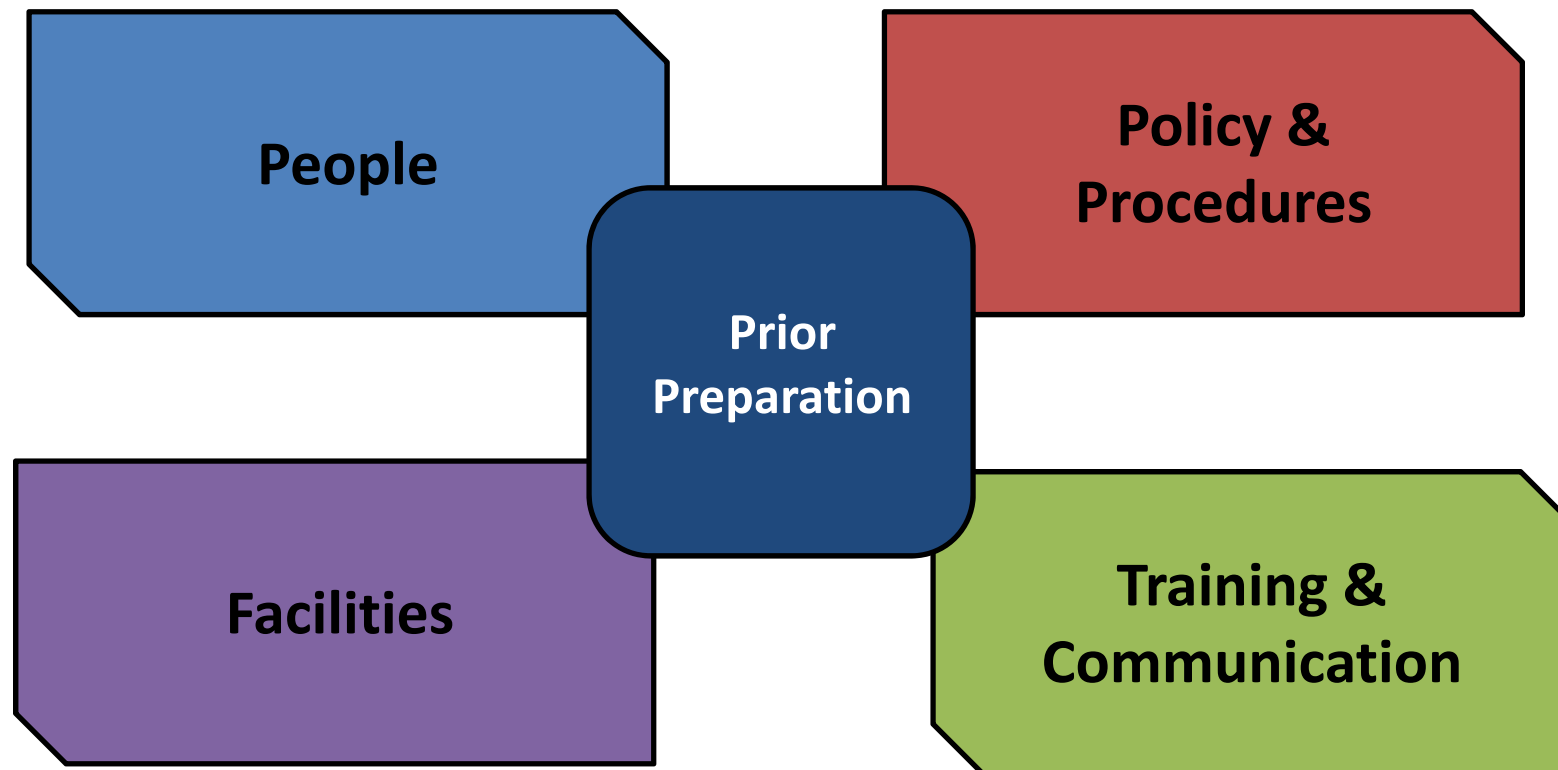 People
Policy &
Procedures
Prior
Preparation
Facilities
Training &
Communication